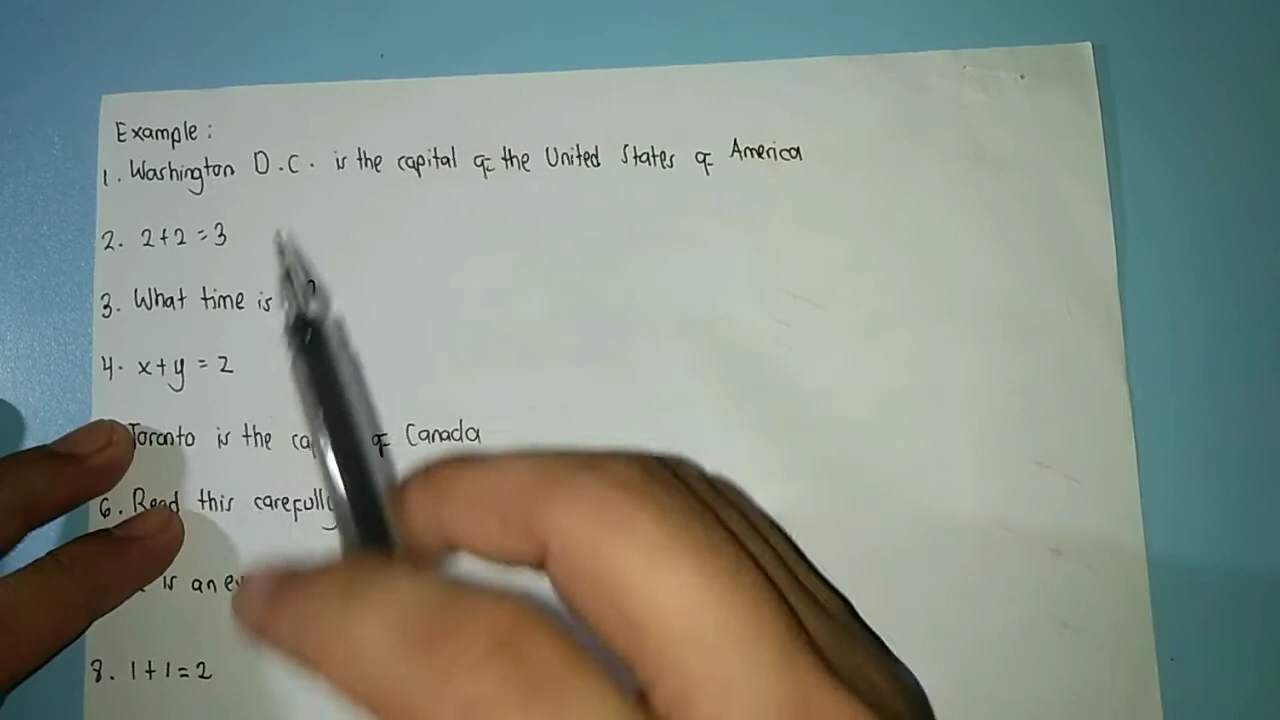 Example:
1. Washington D.C. is the capital of the United States of America
2. 2+2=3
3. What time is ?
4. x+y = 2
Toronto is the of Canada
6. Read this carefully
is an
8. 1+1=2